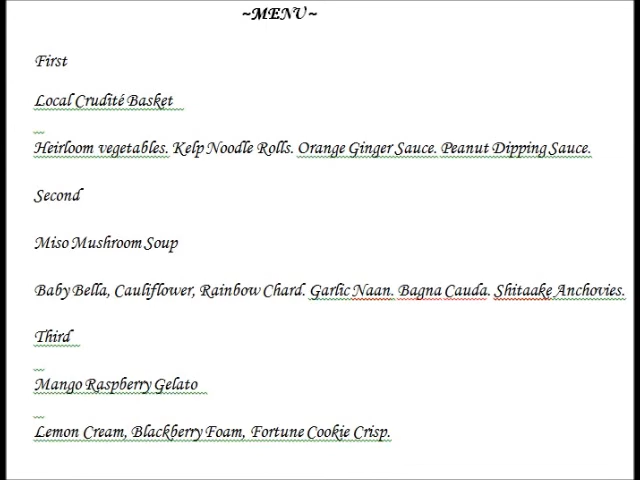 ~MENU~
First
Local Crudité Basket
Heirloom vegetables. Kelp Noodle Rolls. Orange Ginger Sauce. Peanut Dipping Sauce.
Second
Miso Mushroom Soup
Baby Bella, Cauliflower, Rainbow Chard. Garlic Naan. Bagna Cauda. Shitaake Anchovies.
Third
Mango Raspberry Gelato
Lemon Cream, Blackberry Foam, Fortune Cookie Crisp.